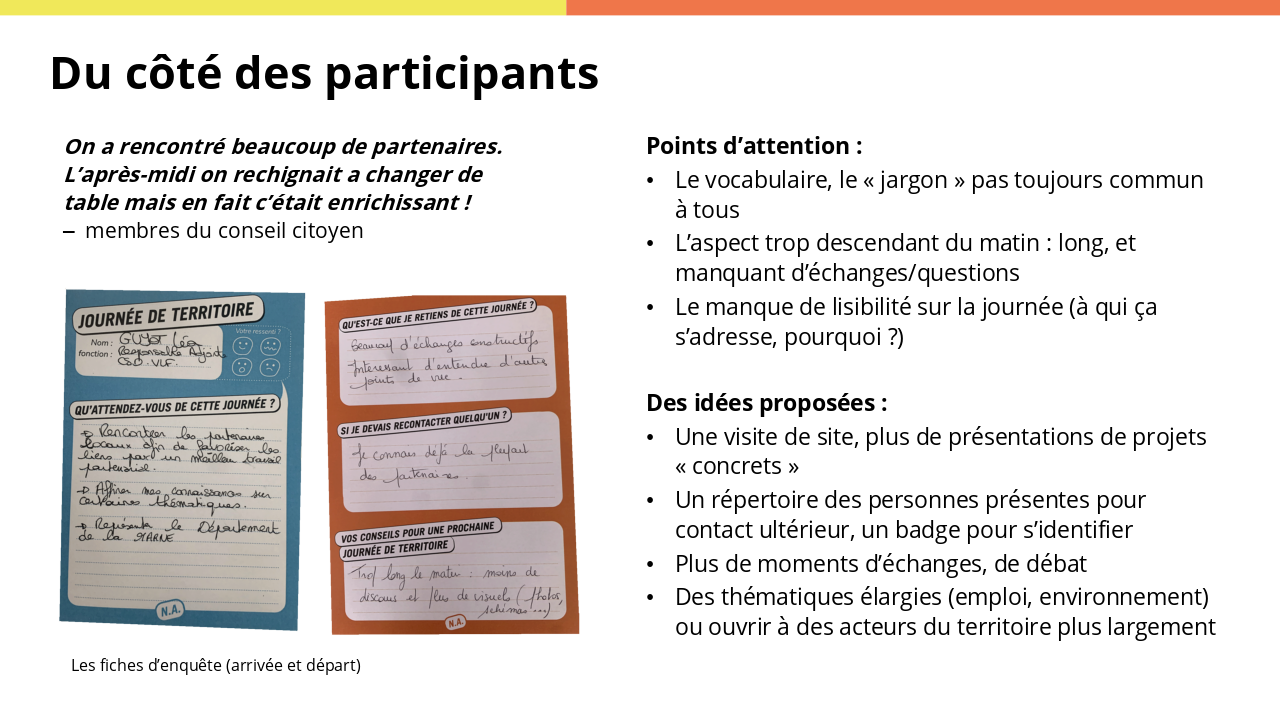 Du côté des participants
On a rencontré beaucoup de partenaires.
L’après-midi on rechignait a changer de
table mais en fait c’était enrichissant !
– membres du conseil citoyen
JOURNÉE DE TERRITOIRE
Votre ressenti ?
Nom : GUYOT Léa
fonction : Responsable Adjointe
CSD. VLF.
QU'ATTENDEZ-VOUS DE CETTE JOURNÉE ?
→ Rencontrer les partenaires
locaux afin de favoriser les
liens pour un meilleur travail
partenarial.
→ Affiner mes connaissances sur
certaines thématiques.
→ Représenter le Département
de la MARNE
N.A.
QU'EST-CE QUE JE RETIENS DE CETTE JOURNÉE ?
Beaucoup d'échanges constructifs
Intéressant d'entendre d'autres
points de vue.
SI JE DEVAIS RECONTACTER QUELQU'UN ?
Je connais déjà la plupart
des partenaires.
VOS CONSEILS POUR UNE PROCHAINE
JOURNÉE DE TERRITOIRE
Trop long le matin : moins de
discours et plus de visuels (photos,
schémas ...)
N.A.
Les fiches d’enquête (arrivée et départ)
Points d’attention :
• Le vocabulaire, le « jargon » pas toujours commun
à tous
• L’aspect trop descendant du matin : long, et
manquant d’échanges/questions
• Le manque de lisibilité sur la journée (à qui ça
s’adresse, pourquoi ?)
Des idées proposées :
• Une visite de site, plus de présentations de projets
« concrets »
• Un répertoire des personnes présentes pour
contact ultérieur, un badge pour s’identifier
• Plus de moments d’échanges, de débat
• Des thématiques élargies (emploi, environnement)
ou ouvrir à des acteurs du territoire plus largement